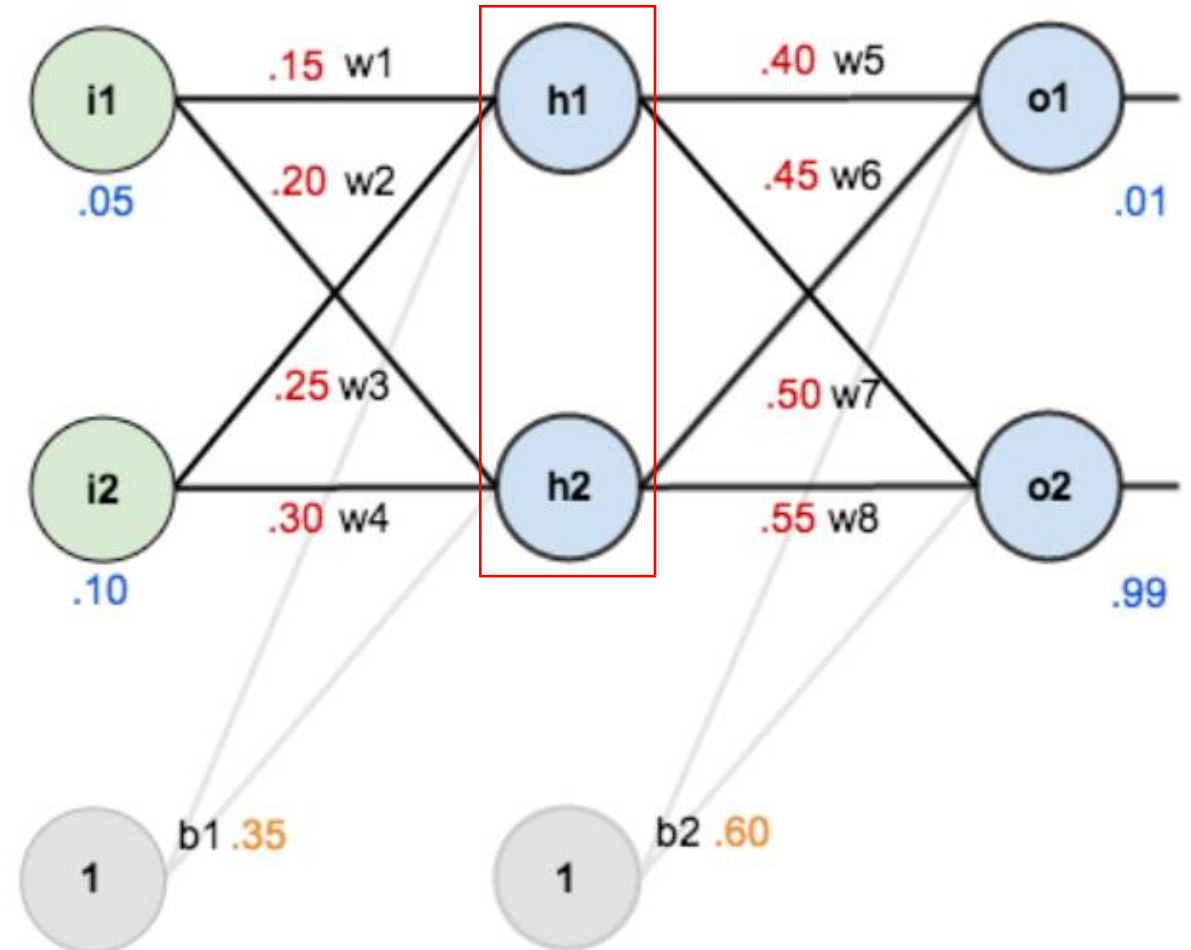 .15 w1
.40 w5
i1
h1
o1
.20 w2
.45 w6
.05
.01
.25 w3
.50 w7
i2
h2
o2
.30 w4
.55 w8
.10
.99
b1 .35
b2 .60
1
1